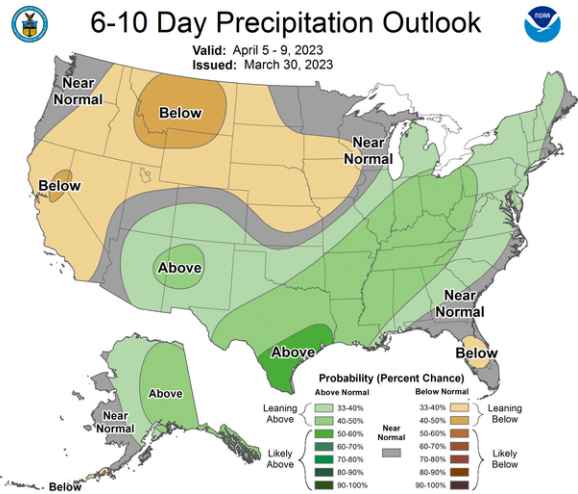 6-10 Day Precipitation Outlook
Valid: April 5 - 9, 2023
Issued: March 30, 2023
NOAA
Near
Normal
Below
Near
Normal
Below
Above
Near
Normal
Below
Above
Above
Near
Normal
Below
Probability (Percent Chance)
Above Normal
Below Normal
Leaning
Above
33-40%
40-50%
50-60%
60-70%
70-80%
80-90%
90-100%
Likely
Above
Near
Normal
33-40%
40-50%
50-60%
60-70%
70-80%
80-90%
90-100%
Leaning
Below
Likely
Below